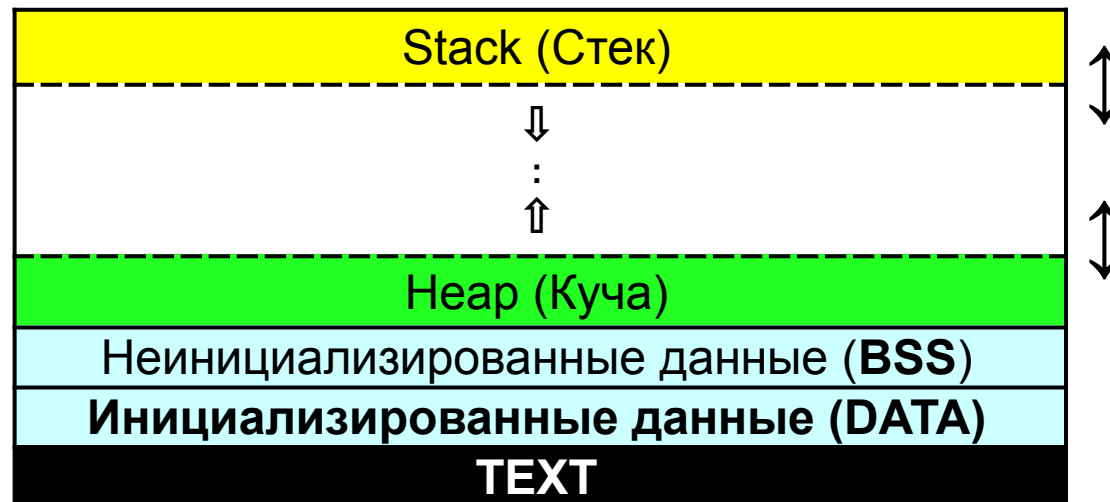 Stack (Стек)
⇩
:
⇧
Heap (Куча)
Неинициализированные данные (BSS)
Инициализированные данные (DATA)
TEXT